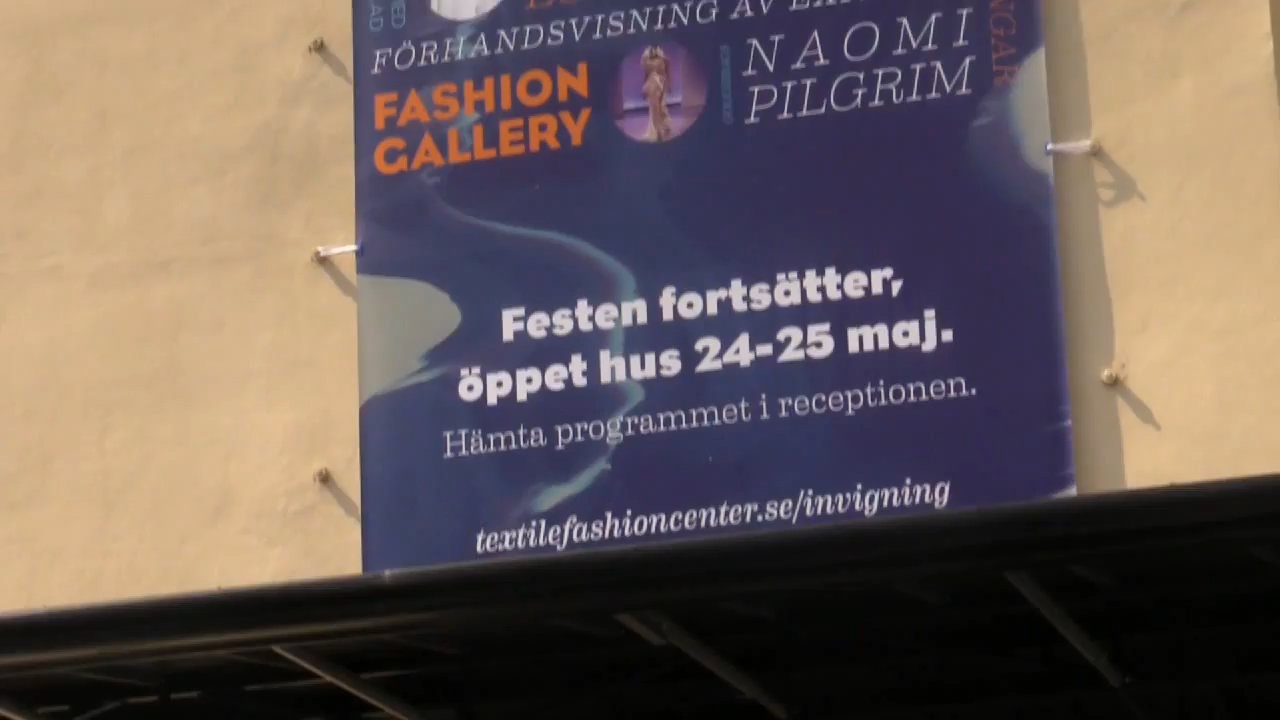 FÖRHANDSVISNING AV
FASHION
GALLERY
NAOMI
PILGRIM
Festen fortsätter,
öppet hus 24-25 maj.
Hämta programmet i receptionen.
textilefashioncenter.se/invigning